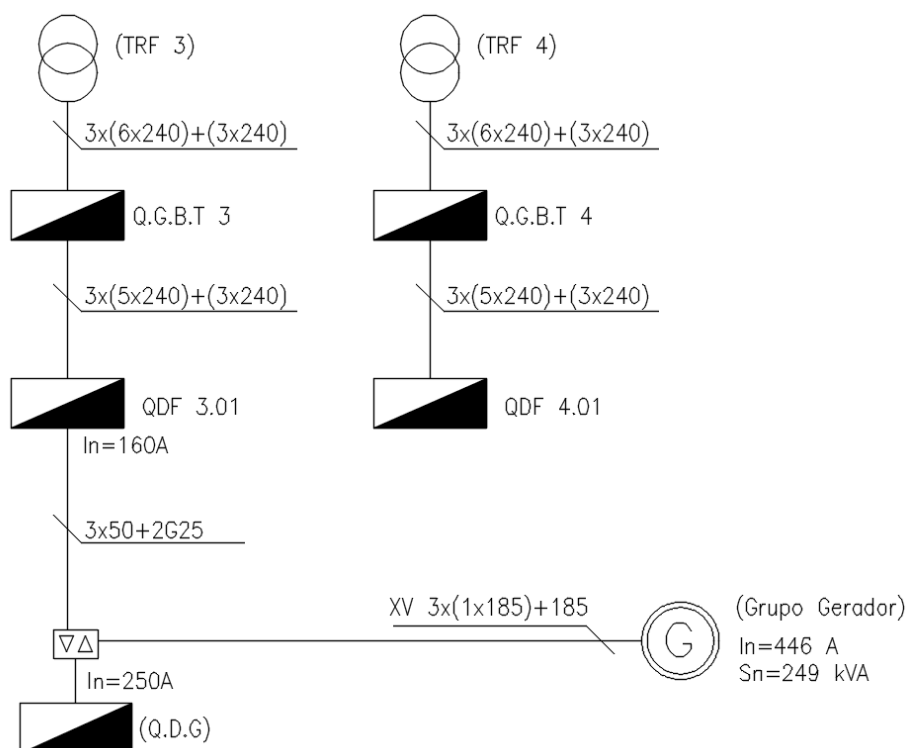 (TRF 3)
(TRF 4)
3x(6x240)+(3x240)
3x(6x240)+(3x240)
Q.G.B.T 3
Q.G.B.T 4
3x(5x240)+(3x240)
3x(5x240)+(3x240)
QDF 3.01
QDF 4.01
In=160A
3x50+2G25
XV 3x(1x185)+185
(Grupo Gerador)
G
In=446 A
Sn=249 kVA
In=250A
(Q.D.G)